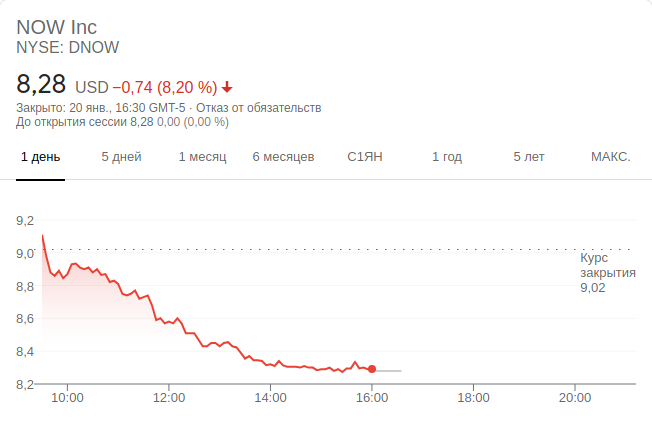 NOW Inc
NYSE: DNOW
8,28 USD −0,74 (8,20 %)
Закрыто: 20 янв., 16:30 GMT-5 · Отказ от обязательств
До открытия сессии 8,28 0,00 (0,00 %)
1 день 5 дней 1 месяц 6 месяцев С1ЯН 1 год 5 лет МАКС.
9,2
9,0
Курс
закрытия
9,02
8,8
8,6
8,4
8,2
10:00 12:00 14:00 16:00 18:00 20:00